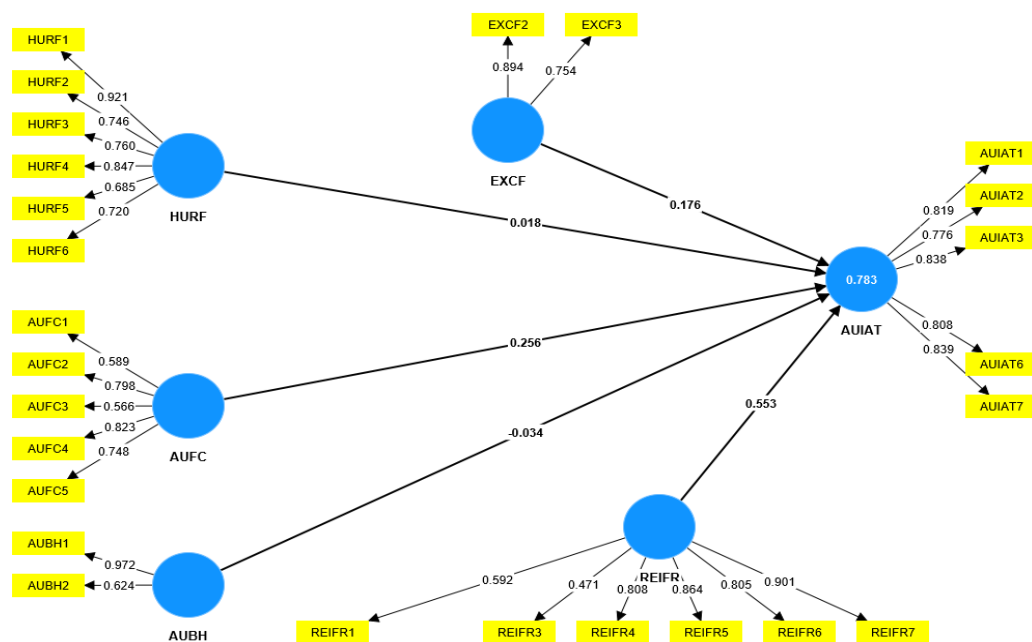 EXCF2
EXCF3
0.894
0.754
EXCF
HURF1
HURF2
HURF3
HURF4
HURF5
HURF6
0.921
0.746
0.760
0.847
0.685
0.720
HURF
0.176
0.018
AUIAT1
AUIAT2
AUIAT3
0.819
0.776
0.838
0.783
AUIAT
0.808
0.839
AUIAT6
AUIAT7
AUFC1
AUFC2
AUFC3
AUFC4
AUFC5
0.589
0.798
0.566
0.823
0.748
AUFC
0.256
-0.034
0.553
AUBH1
AUBH2
0.972
0.624
AUBH
REIFR
0.592
0.471
0.808
0.864
0.805
0.901
REIFR1
REIFR3
REIFR4
REIFR5
REIFR6
REIFR7